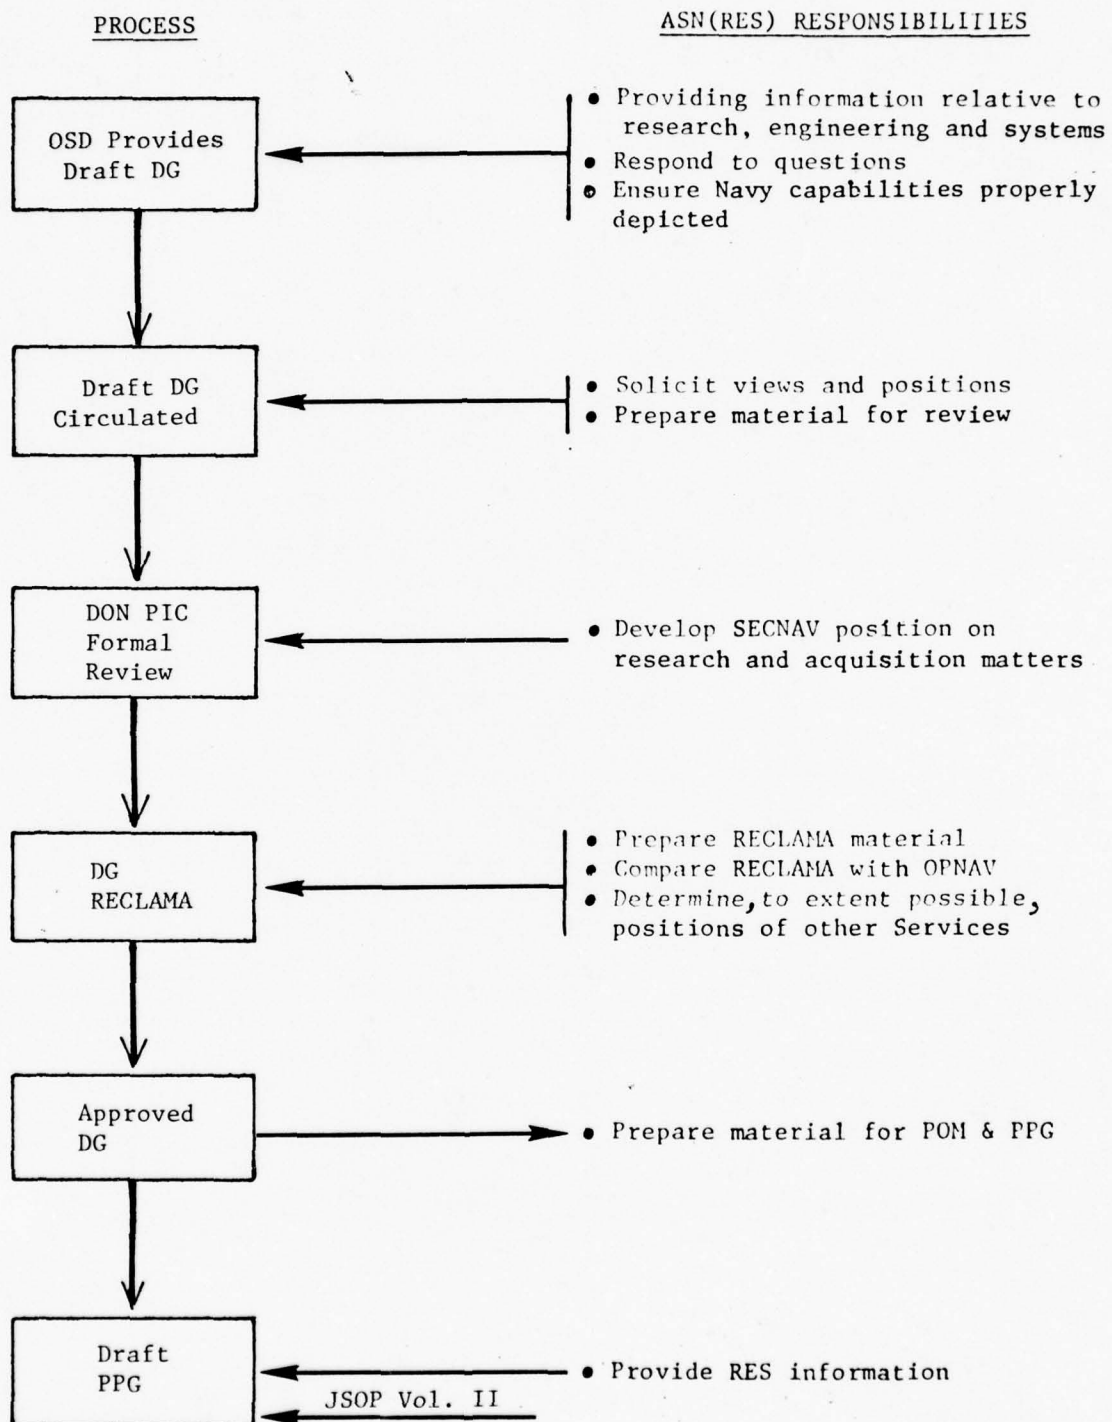 PROCESS
ASN(RES) RESPONSIBILITIES
OSD Provides
Draft DG
• Providing information relative to
research, engineering and systems
• Respond to questions
• Ensure Navy capabilities properly
depicted
Draft DG
Circulated
• Solicit views and positions
• Prepare material for review
DON PIC
Formal
Review
• Develop SECNAV position on
research and acquisition matters
DG
RECLAMA
• Prepare RECLAMA material
• Compare RECLAMA with OPNAV
• Determine, to extent possible,
positions of other Services
Approved
DG
• Prepare material for POM & PPG
Draft
PPG
• Provide RES information
JSOP Vol. II